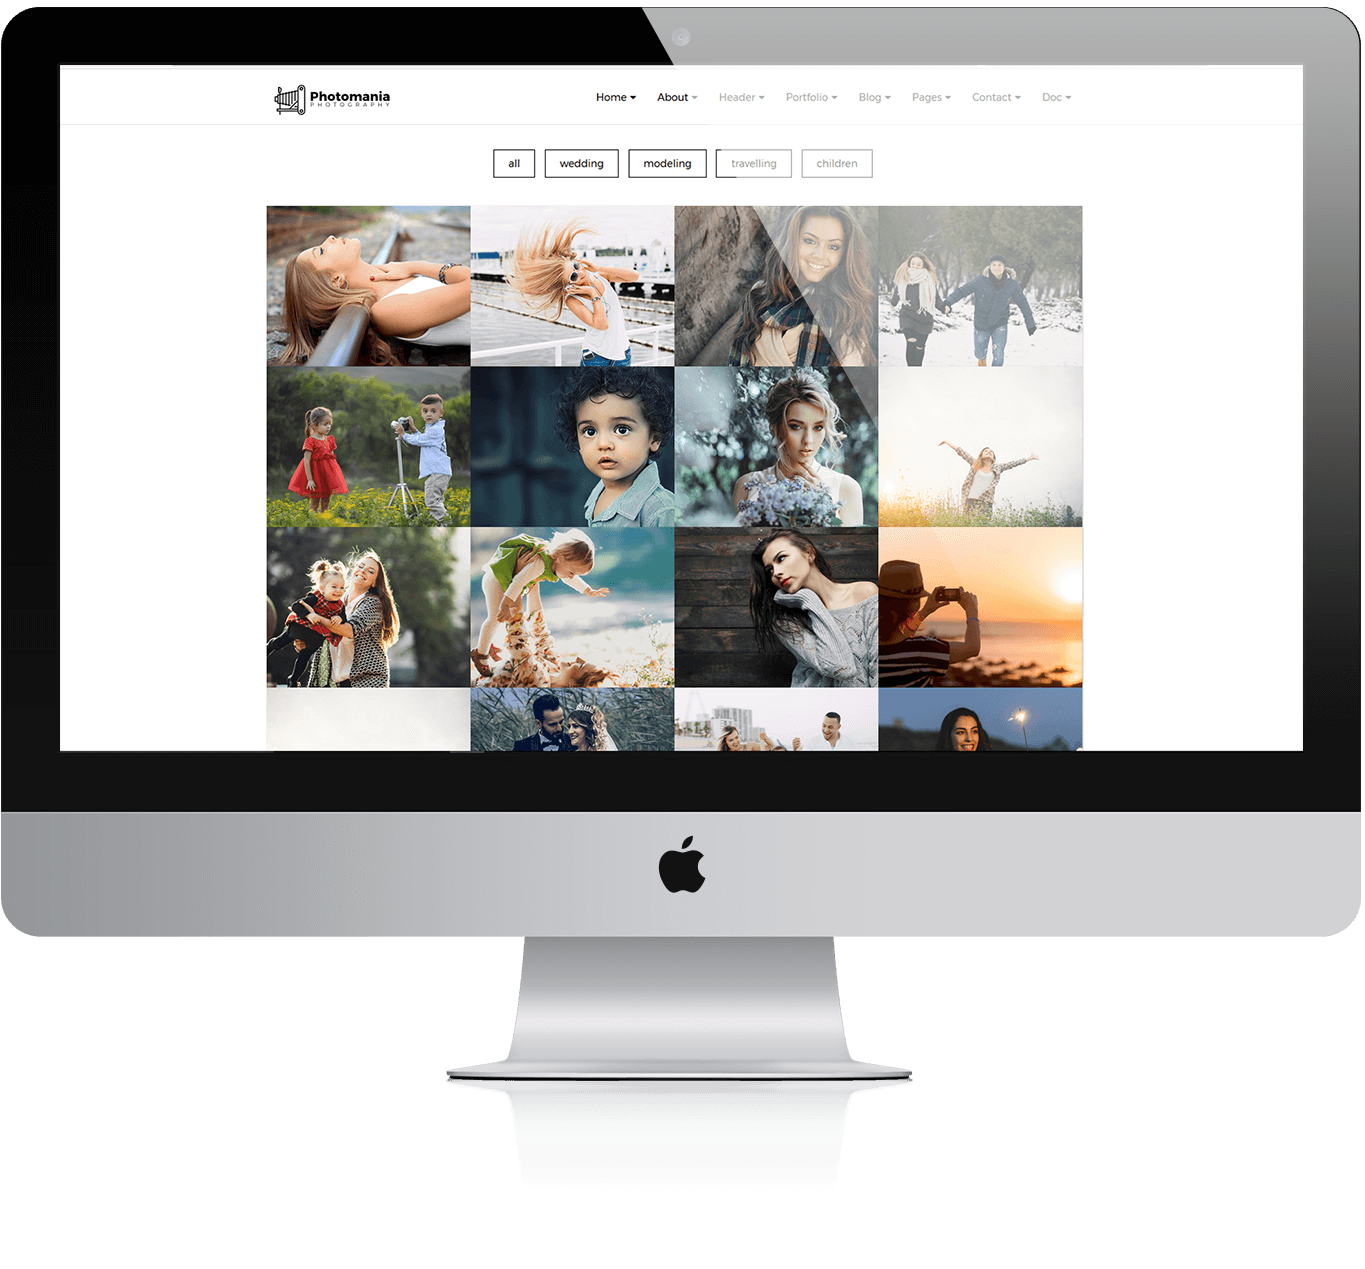 Photomania
PHOTOGRAPHY
Home About Header Portfolio Blog Pages Contact Doc
all wedding modeling travelling children